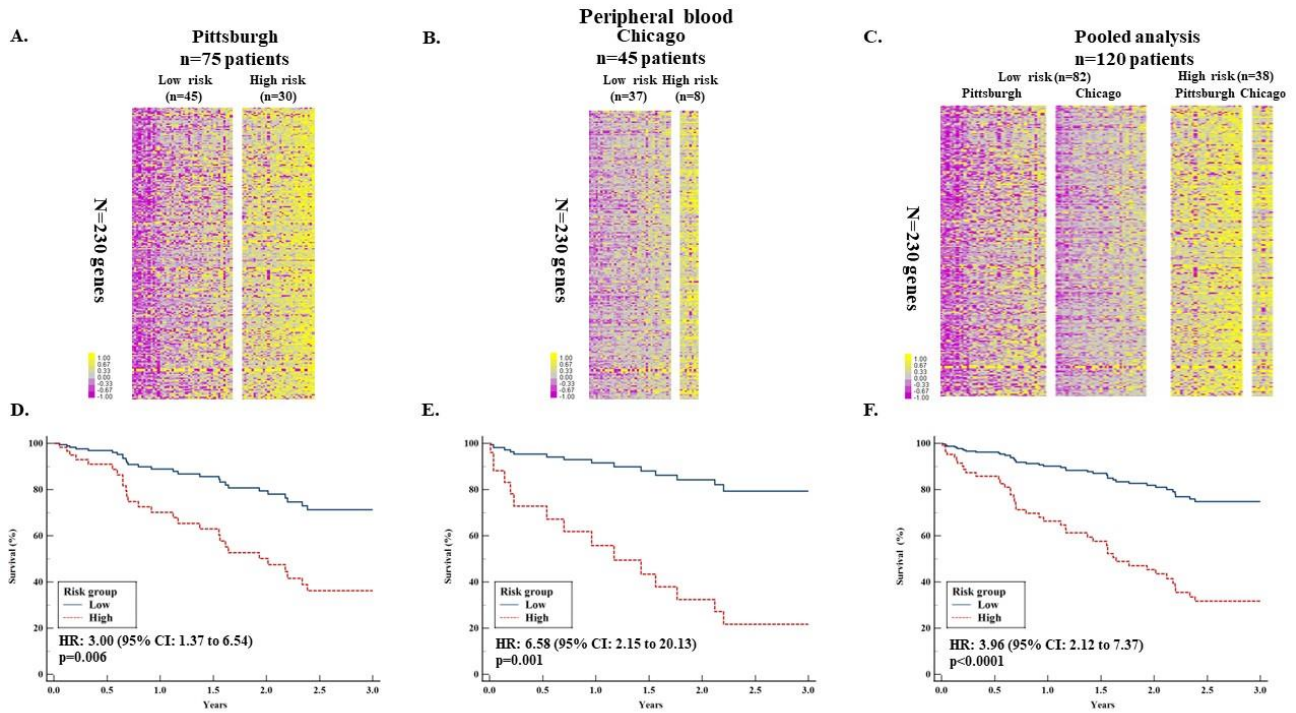 Peripheral blood
A.
Pittsburgh
n=75 patients
Low risk
(n=45)
High risk
(n=30)
N=230 genes
1.00
0.67
0.33
0.00
-0.33
-0.67
-1.00
B.
Chicago
n=45 patients
Low risk
(n=37)
High risk
(n=8)
N=230 genes
1.00
0.67
0.33
0.00
-0.33
-0.67
-1.00
C.
Pooled analysis
n=120 patients
Low risk (n=82)
Pittsburgh
Chicago
High risk (n=38)
Pittsburgh
Chicago
N=230 genes
1.00
0.67
0.33
0.00
-0.33
-0.67
-1.00
D.
Survival (%)
100
80
60
40
20
0
Risk group
Low
High
HR: 3.00 (95% CI: 1.37 to 6.54)
p=0.006
0.0 0.5 1.0 1.5 2.0 2.5 3.0
Years
E.
Survival (%)
100
80
60
40
20
0
Risk group
Low
High
HR: 6.58 (95% CI: 2.15 to 20.13)
p=0.001
0.0 0.5 1.0 1.5 2.0 2.5 3.0
Years
F.
Survival (%)
100
80
60
40
20
0
Risk group
Low
High
HR: 3.96 (95% CI: 2.12 to 7.37)
p<0.0001
0.0 0.5 1.0 1.5 2.0 2.5 3.0
Years